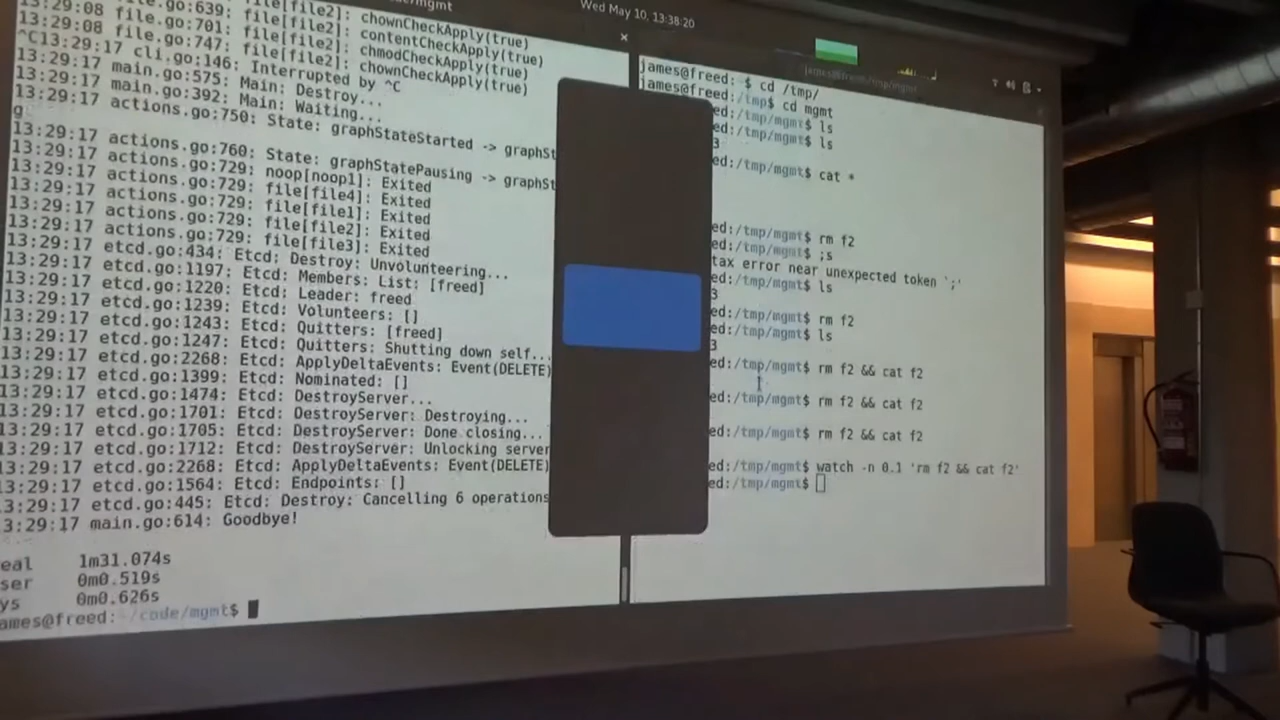 Wed May 10, 13:38:20
13:29:08 file.go:639: file[file2]: chownCheckApply(true)
13:29:08 file.go:701: file[file2]: contentCheckApply(true)
13:29:08 file.go:747: file[file2]: chmodCheckApply(true)
file[file2]: chownCheckApply(true)
^C13:29:17 cli.go:146: Interrupted by ^C
13:29:17 main.go:575: Main: Destroy...
13:29:17 main.go:392: Main: Waiting...
13:29:17 actions.go:750: State: graphStateStarted -> graphSt
g
13:29:17 actions.go:760: State: graphStatePausing -> graphSt
13:29:17 actions.go:729: noop[noop1]: Exited
13:29:17 actions.go:729: file[file4]: Exited
13:29:17 actions.go:729: file[file1]: Exited
13:29:17 actions.go:729: file[file2]: Exited
13:29:17 actions.go:729: file[file3]: Exited
13:29:17 etcd.go:434: Etcd: Destroy: Unvolunteering...
13:29:17 etcd.go:1197: Etcd: Members: List: [freed]
13:29:17 etcd.go:1220: Etcd: Leader: freed
13:29:17 etcd.go:1239: Etcd: Volunteers: []
13:29:17 etcd.go:1243: Etcd: Quitters: [freed]
13:29:17 etcd.go:1247: Etcd: Quitters: Shutting down self...
13:29:17 etcd.go:2268: Etcd: ApplyDeltaEvents: Event(DELETE)
13:29:17 etcd.go:1399: Etcd: Nominated: []
13:29:17 etcd.go:1474: Etcd: DestroyServer...
13:29:17 etcd.go:1701: Etcd: DestroyServer: Destroying...
13:29:17 etcd.go:1705: Etcd: DestroyServer: Done closing...
13:29:17 etcd.go:1712: Etcd: DestroyServer: Unlocking server
13:29:17 etcd.go:2268: Etcd: ApplyDeltaEvents: Event(DELETE)
13:29:17 etcd.go:1564: Etcd: Endpoints: []
13:29:17 etcd.go:445: Etcd: Destroy: Cancelling 6 operations
13:29:17 main.go:614: Goodbye!
eal 1m31.074s
ser 0m0.519s
ys 0m0.626s
ames@freed:~/code/mgmt$
james@freed: $ cd /tmp/
james@freed:/tmp$ cd mgmt
/tmp/mgmt$ ls
ed:/tmp/mgmt$ ls
3
ed:/tmp/mgmt$ cat *
ed:/tmp/mgmt$ rm f2
ed:/tmp/mgmt$ ;s
tax error near unexpected token `;'
ed:/tmp/mgmt$ ls
3
ed:/tmp/mgmt$ rm f2
ed:/tmp/mgmt$ ls
3
ed:/tmp/mgmt$ rm f2 && cat f2
ed:/tmp/mgmt$ rm f2 && cat f2
ed:/tmp/mgmt$ rm f2 && cat f2
ed:/tmp/mgmt$ watch -n 0.1 'rm f2 && cat f2'
ed:/tmp/mgmt$